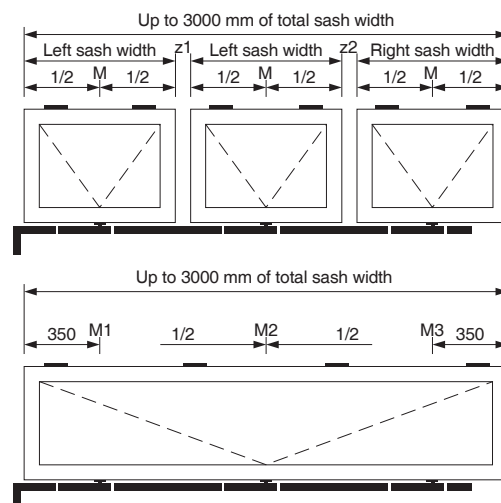 Up to 3000 mm of total sash width
Left sash width z1 Left sash width z2 Right sash width
1/2 M 1/2 1/2 M 1/2 1/2 M 1/2
Up to 3000 mm of total sash width
350 M1 1/2 M2 1/2 M3 350